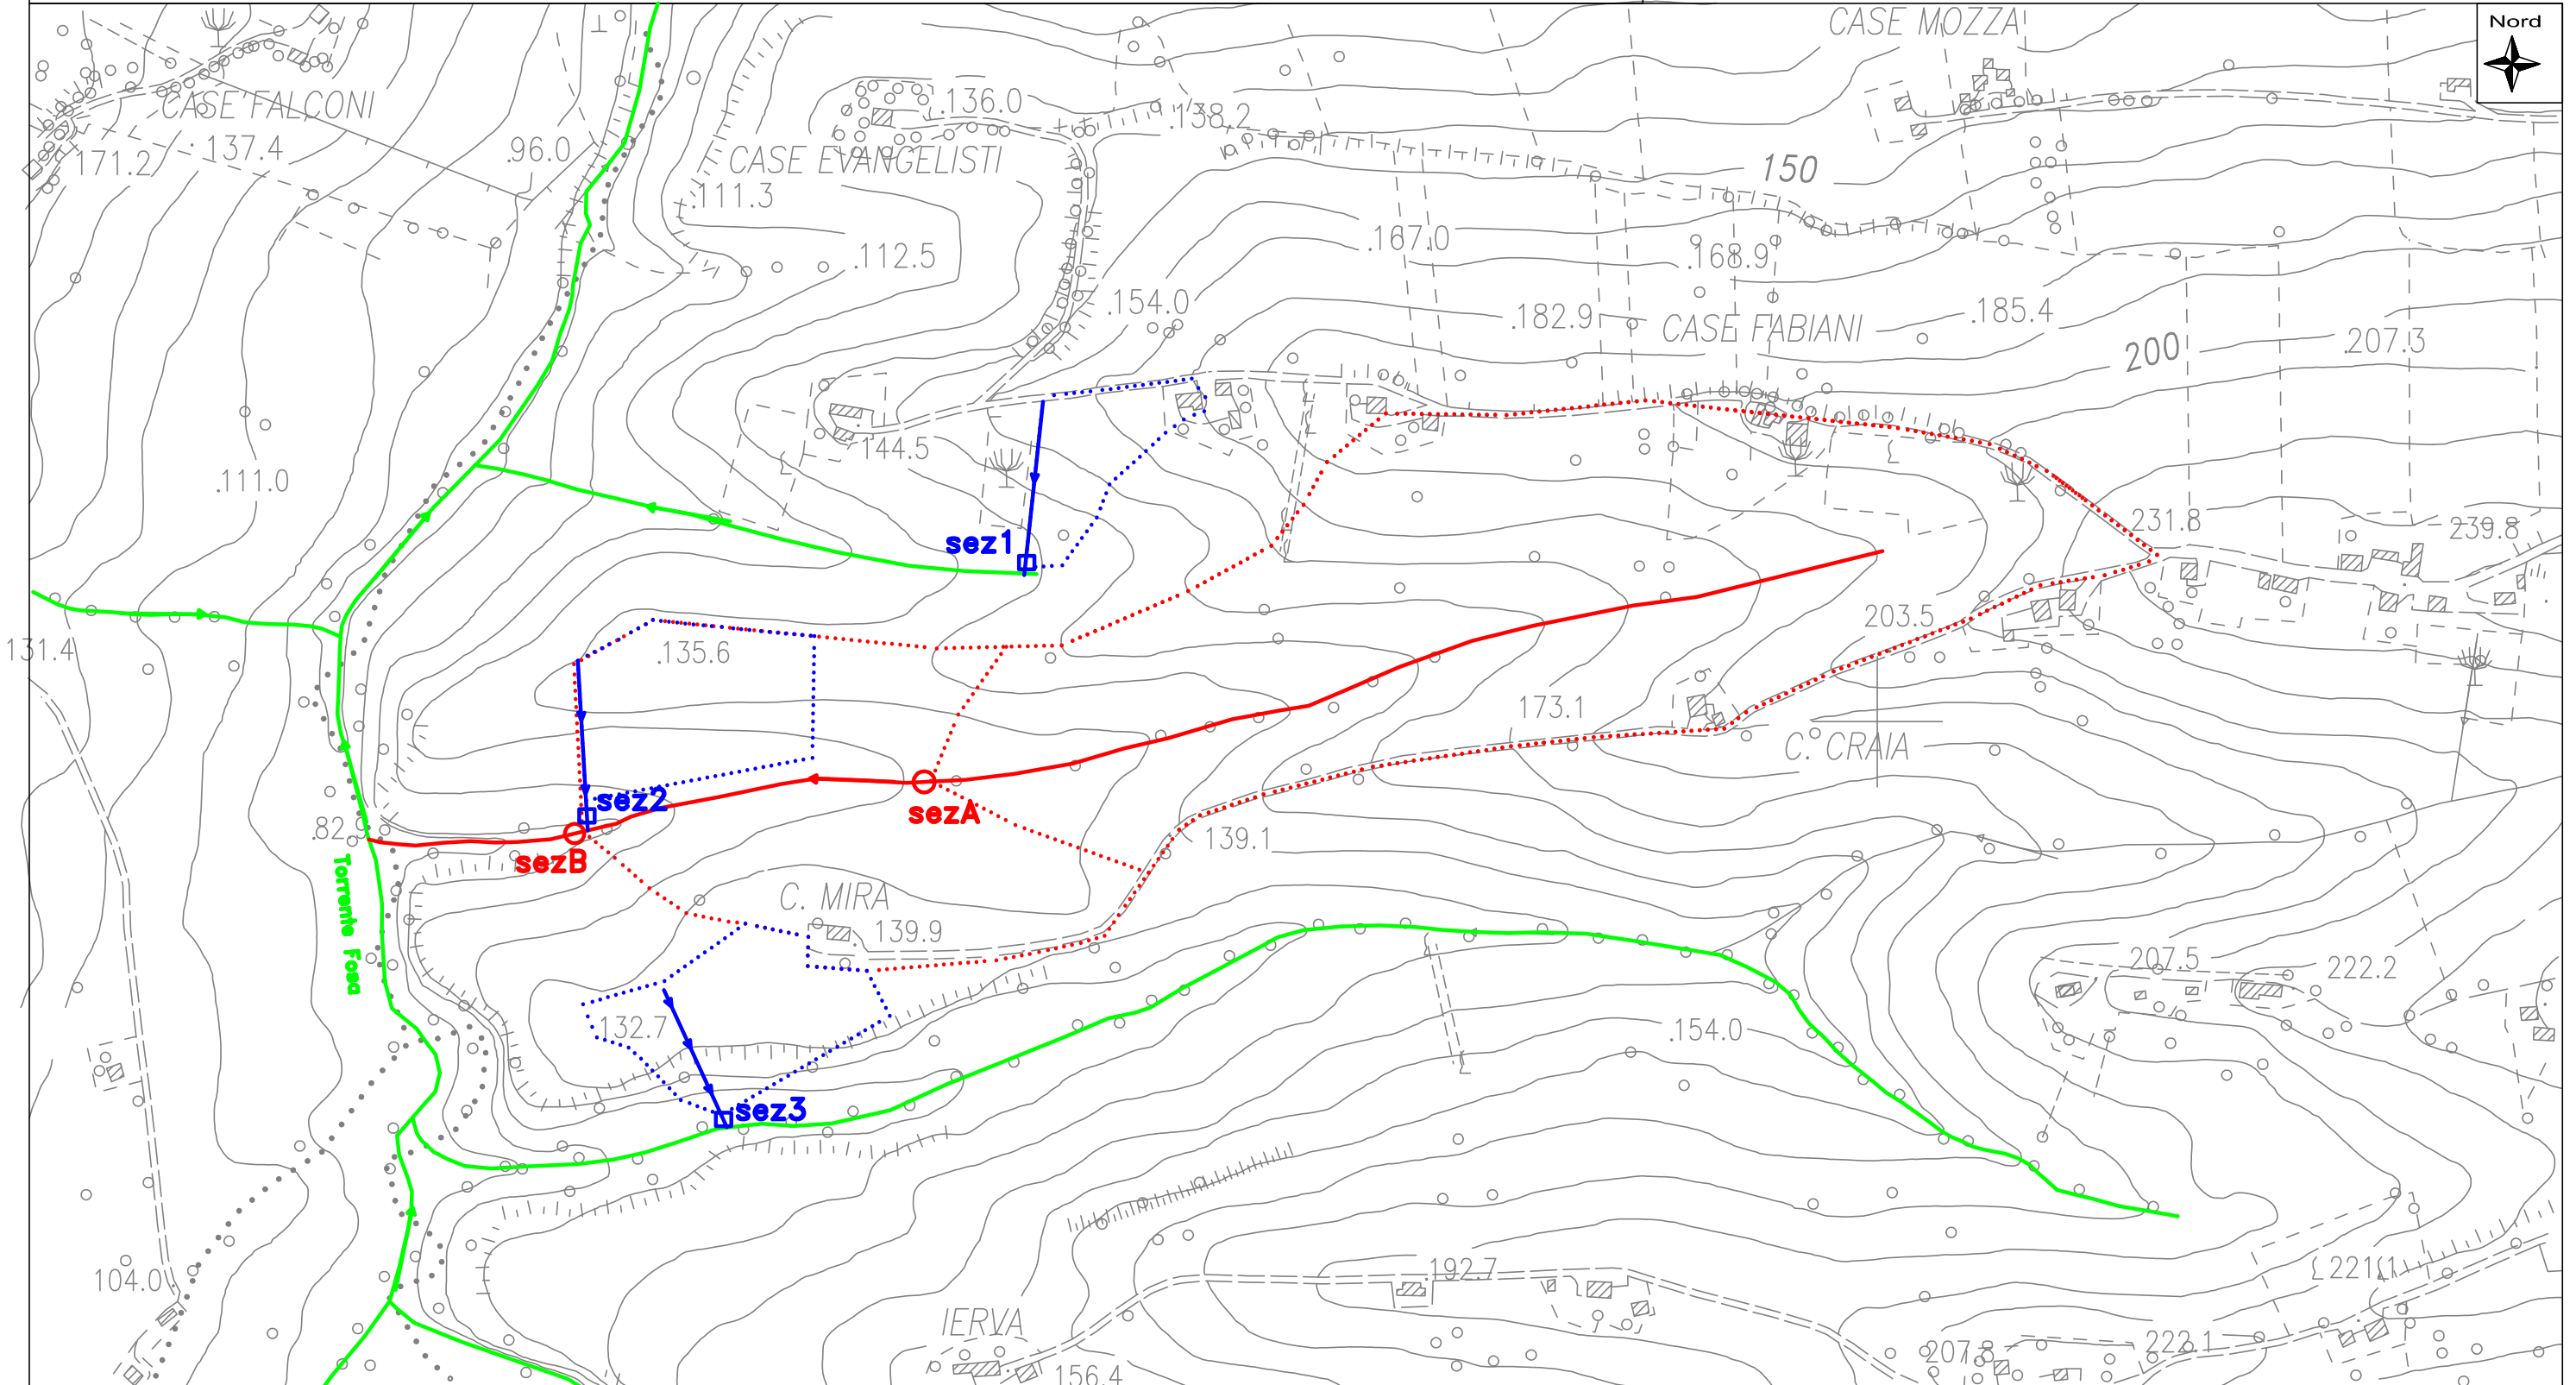 Nord
CASE MOZZA
CASE FALCONI
.136.0
.138.2
137.4
.96.0
171.2
CASE EVANGELISTI
150
.111.3
.167.0
.168.9
.112.5
.154.0
.182.9
CASE FABIANI
.185.4
200
.207.3
144.5
.111.0
231.8
239.8
sez1
203.5
131.4
.135.6
173.1
C. CRAIA
sez2
sezA
.82.9
139.1
sezB
Torrente Fosa
C. MIRA
139.9
207.5
222.2
132.7
.154.0
sez3
104.0
.192.7
221.1
IERVA
222.1
207.8
156.4